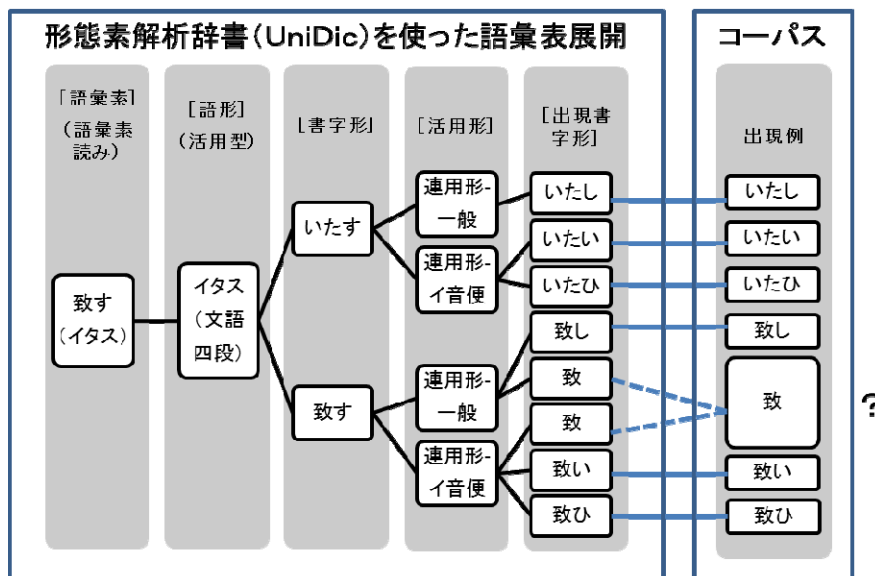 形態素解析辞書(UniDic)を使った語彙表展開
コーパス
[語彙素]
(語彙素
読み)
[語形]
(活用型)
[書字形]
[活用形]
[出現書
字形]
出現例
致す
(イタス)
イタス
(文語
四段)
いたす
致す
連用形-
一般
連用形-
イ音便
連用形-
一般
連用形-
イ音便
いたし
いたい
いたひ
致し
致
致
致い
致ひ
いたし
いたい
いたひ
致し
致
致い
致ひ
?